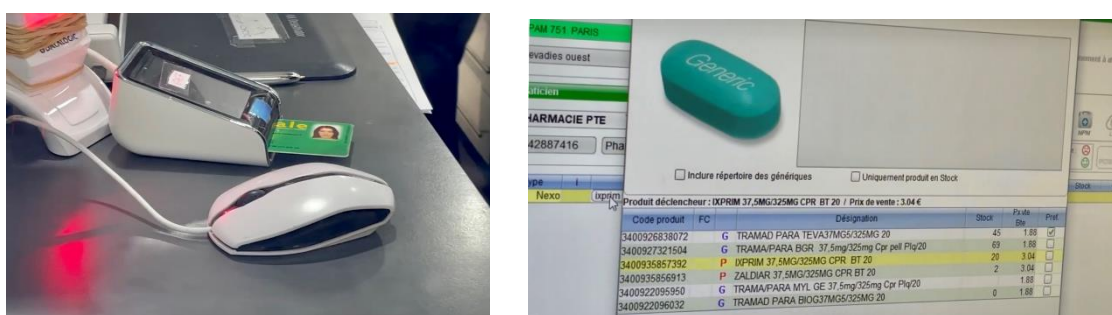 ale
PAM 751 PARIS
evadies ouest
aticien
HARMACIE PTE
42887416
Pha
Nexo
ixprim
Generic
Inclure répertoire des génériques
Uniquement produit en Stock
Produit déclencheur : IXPRIM 37,5MG/325MG CPR BT 20 / Prix de vente : 3.04 €
Code produit FC Désignation Stock Px vte Préf.
3400926838072 G TRAMAD PARA TEVA37MG5/325MG 20 45 1.88
3400927321504 G TRAMA/PARA BGR 37,5mg/325mg Cpr pell Plq/20 69 1.88
3400935857392 P IXPRIM 37,5MG/325MG CPR BT 20 20 3.04
3400935856913 P ZALDIAR 37,5MG/325MG CPR BT 20 2 3.04
3400922095950 G TRAMA/PARA MYL GE 37,5mg/325mg Cpr Plq/20 1.88
3400922096032 G TRAMAD PARA BIOG37MG5/325MG 20 0 1.88
Stock